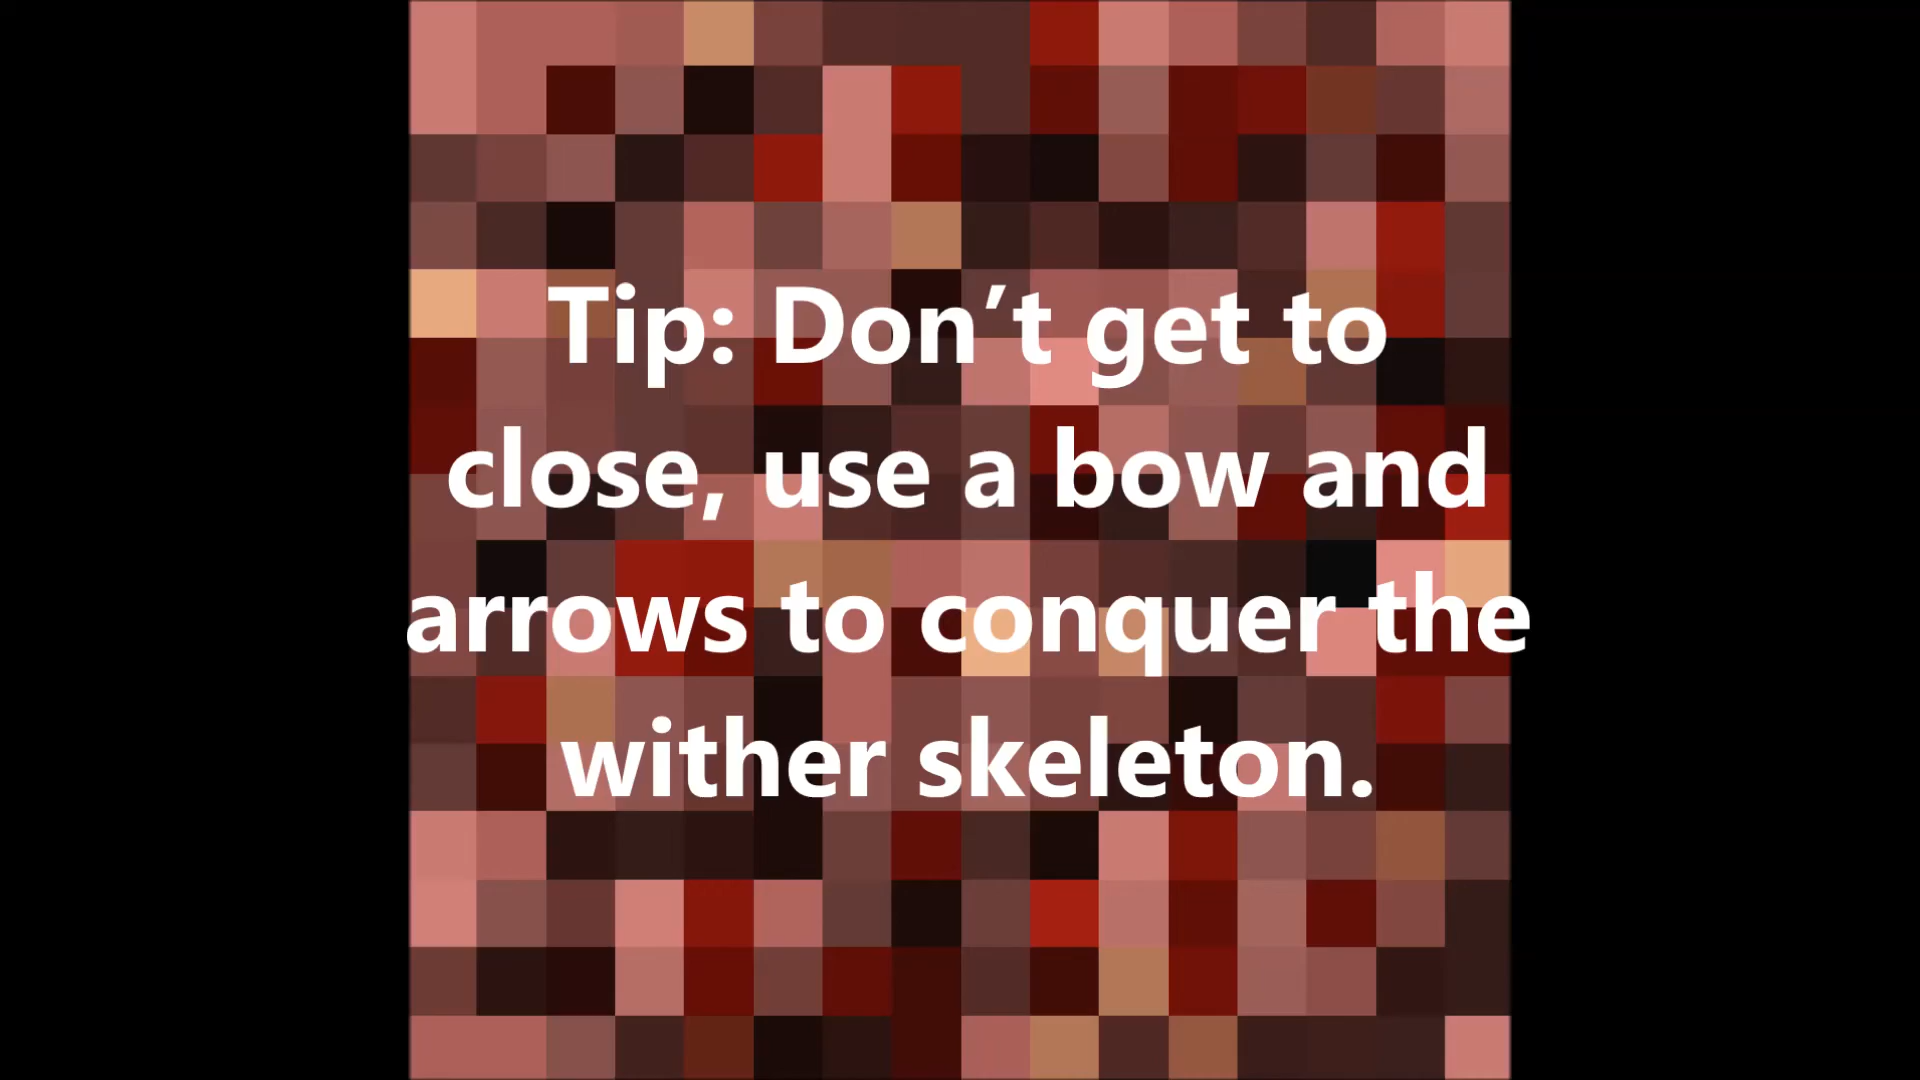 Tip: Don’t get to
close, use a bow and
arrows to conquer the
wither skeleton.